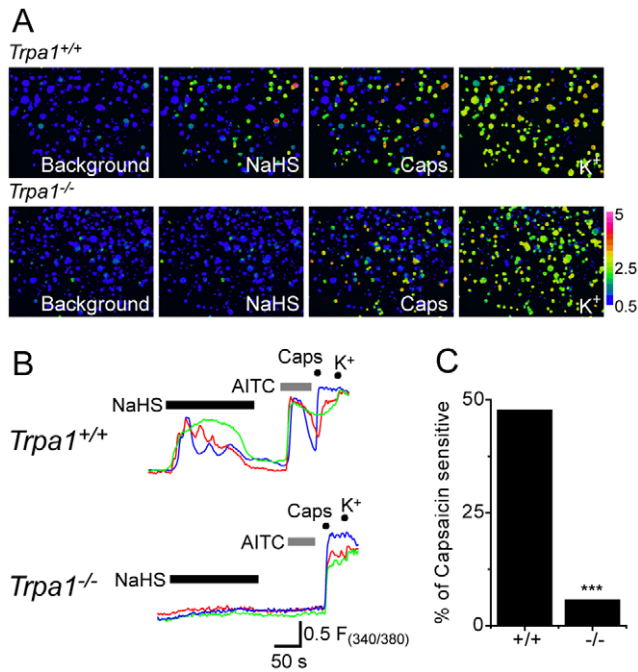 A
Trpa1+/+
Background NaHS Caps K+
Trpa1-/-
Background NaHS Caps K+
5
2.5
0.5
B
Trpa1+/+
NaHS
AITC
Caps
K+
Trpa1-/-
NaHS
AITC
Caps
K+
0.5 F(340/380)
50 s
C
% of Capsaicin sensitive
50
25
0
***
+/+ -/-